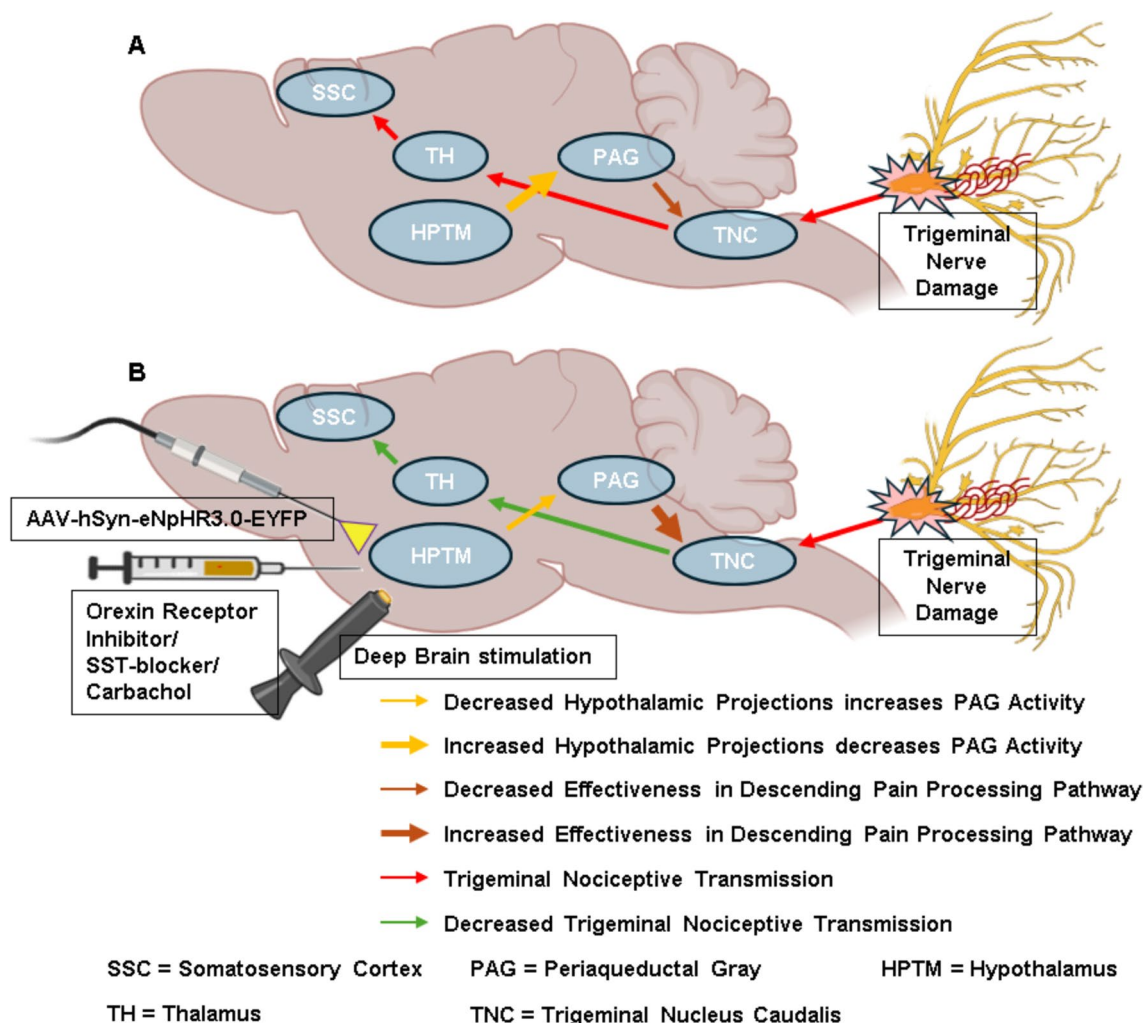 A
SSC
TH
PAG
HPTM
TNC
Trigeminal
Nerve
Damage
B
SSC
TH
PAG
AAV-hSyn-eNpHR3.0-EYFP
HPTM
TNC
Trigeminal
Nerve
Damage
Orexin Receptor
Inhibitor/
SST-blocker/
Carbachol
Deep Brain stimulation
Decreased Hypothalamic Projections increases PAG Activity
Increased Hypothalamic Projections decreases PAG Activity
Decreased Effectiveness in Descending Pain Processing Pathway
Increased Effectiveness in Descending Pain Processing Pathway
Trigeminal Nociceptive Transmission
Decreased Trigeminal Nociceptive Transmission
SSC = Somatosensory Cortex PAG = Periaqueductal Gray HPTM = Hypothalamus
TH = Thalamus TNC = Trigeminal Nucleus Caudalis